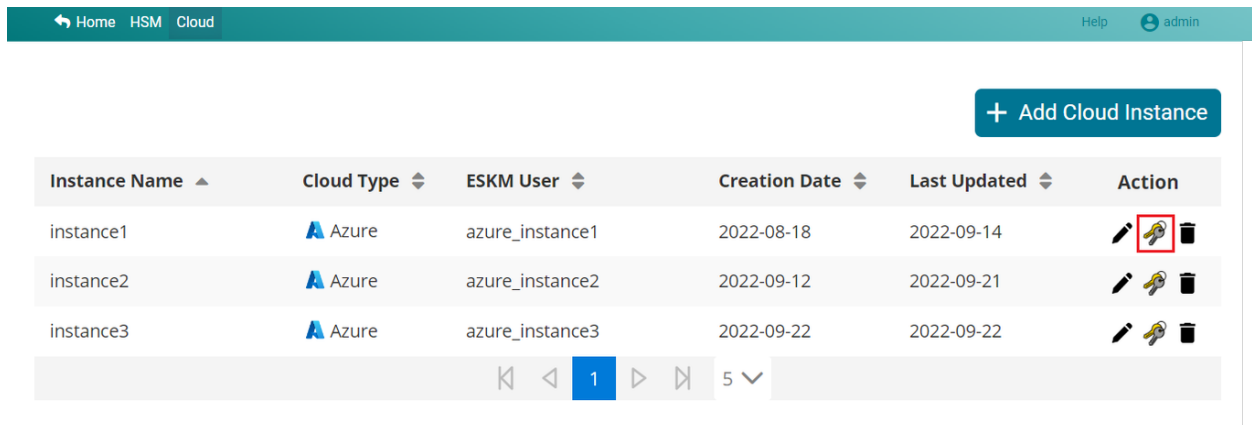 Home HSM Cloud Help admin
+ Add Cloud Instance
Instance Name Cloud Type ESKM User Creation Date Last Updated Action
instance1 Azure azure_instance1 2022-08-18 2022-09-14
instance2 Azure azure_instance2 2022-09-12 2022-09-21
instance3 Azure azure_instance3 2022-09-22 2022-09-22
1 5